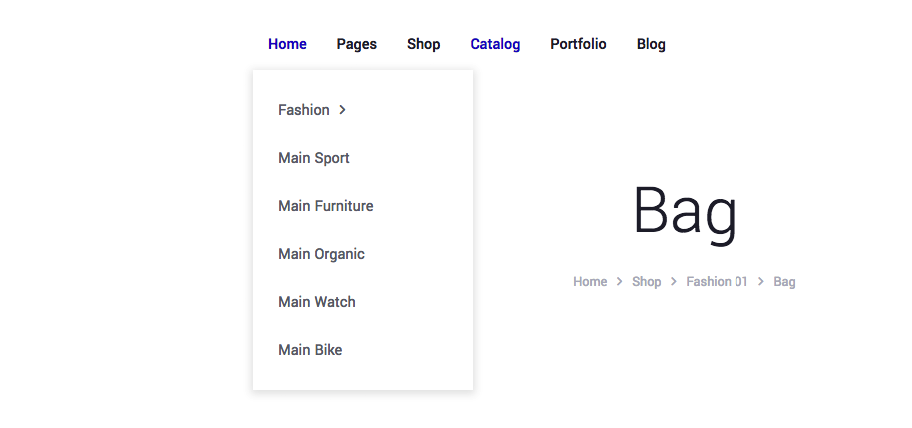 Home Pages Shop Catalog Portfolio Blog
Fashion >
Main Sport
Main Furniture
Main Organic
Main Watch
Main Bike
Bag
Home > Shop > Fashion 01 > Bag